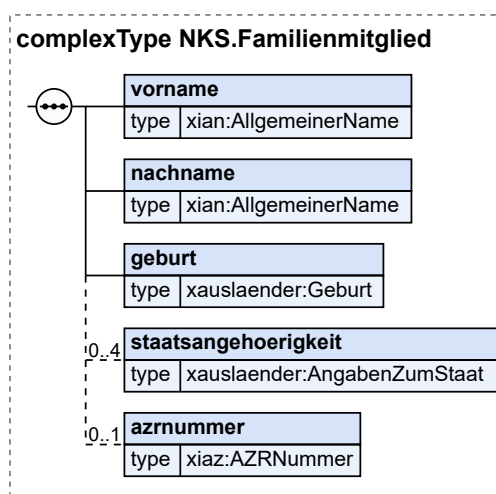 complexType NKS.Familienmitglied
vorname
type xian:AllgemeinerName
nachname
type xian:AllgemeinerName
geburt
type xauslaender:Geburt
0..4
staatsangehoerigkeit
type xauslaender:AngabenZumStaat
0..1
azrnummer
type xiaz:AZRNummer